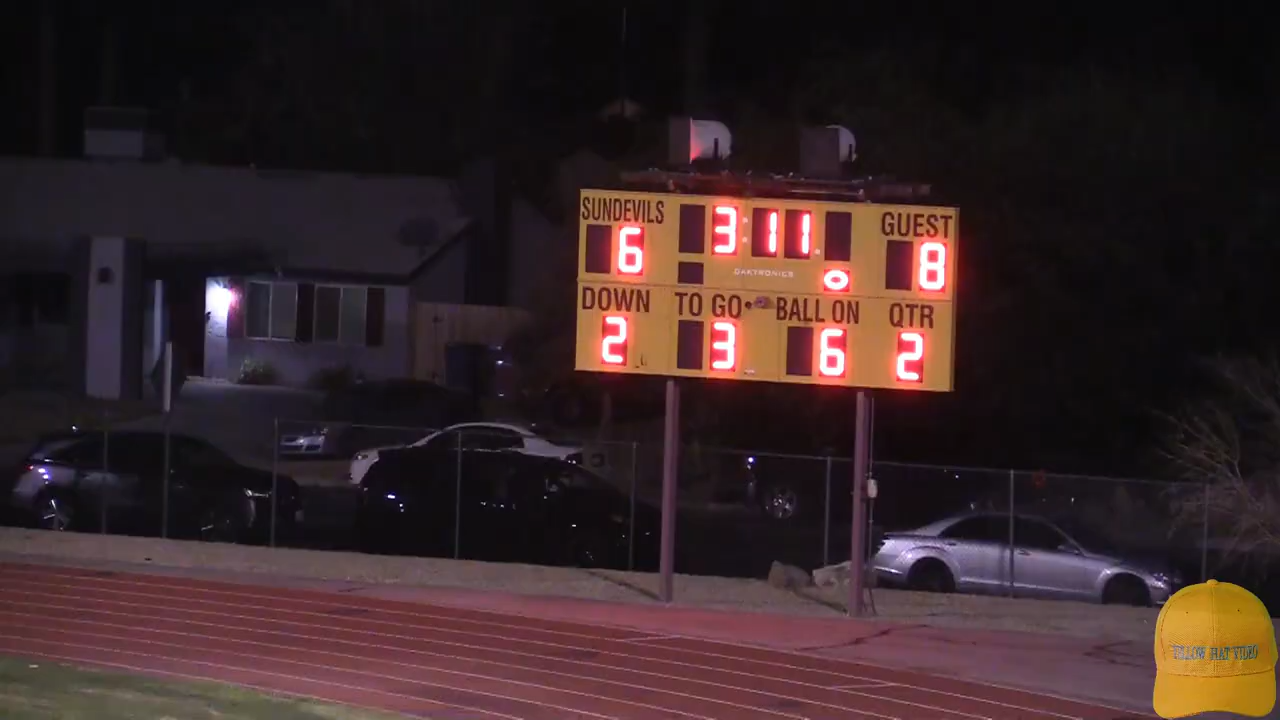 SUNDEVILS 3:11 GUEST
6 8
DAKTRONICS
DOWN TO GO BALL ON QTR
2 3 6 2
YELLOW HAT VIDEO